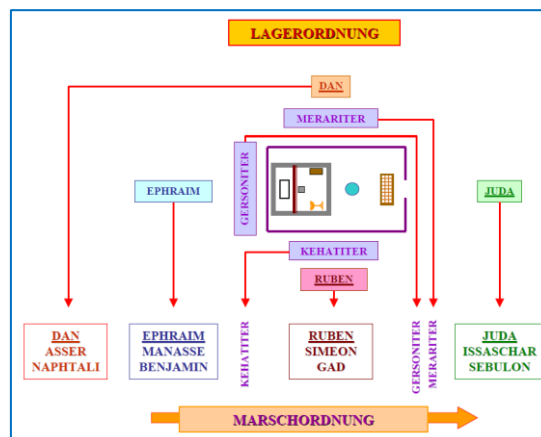 LAGERORDNUNG
DAN
MERARITER
GERSONITER
EPHRAIM
JUDA
KEHATITER
RUBEN
DAN
ASSER
NAPHTALI
EPHRAIM
MANASSE
BENJAMIN
KEHATITER
RUBEN
SIMEON
GAD
GERSONITER
MERARITER
JUDA
ISSASCHAR
SEBULON
MARSCHORDNUNG